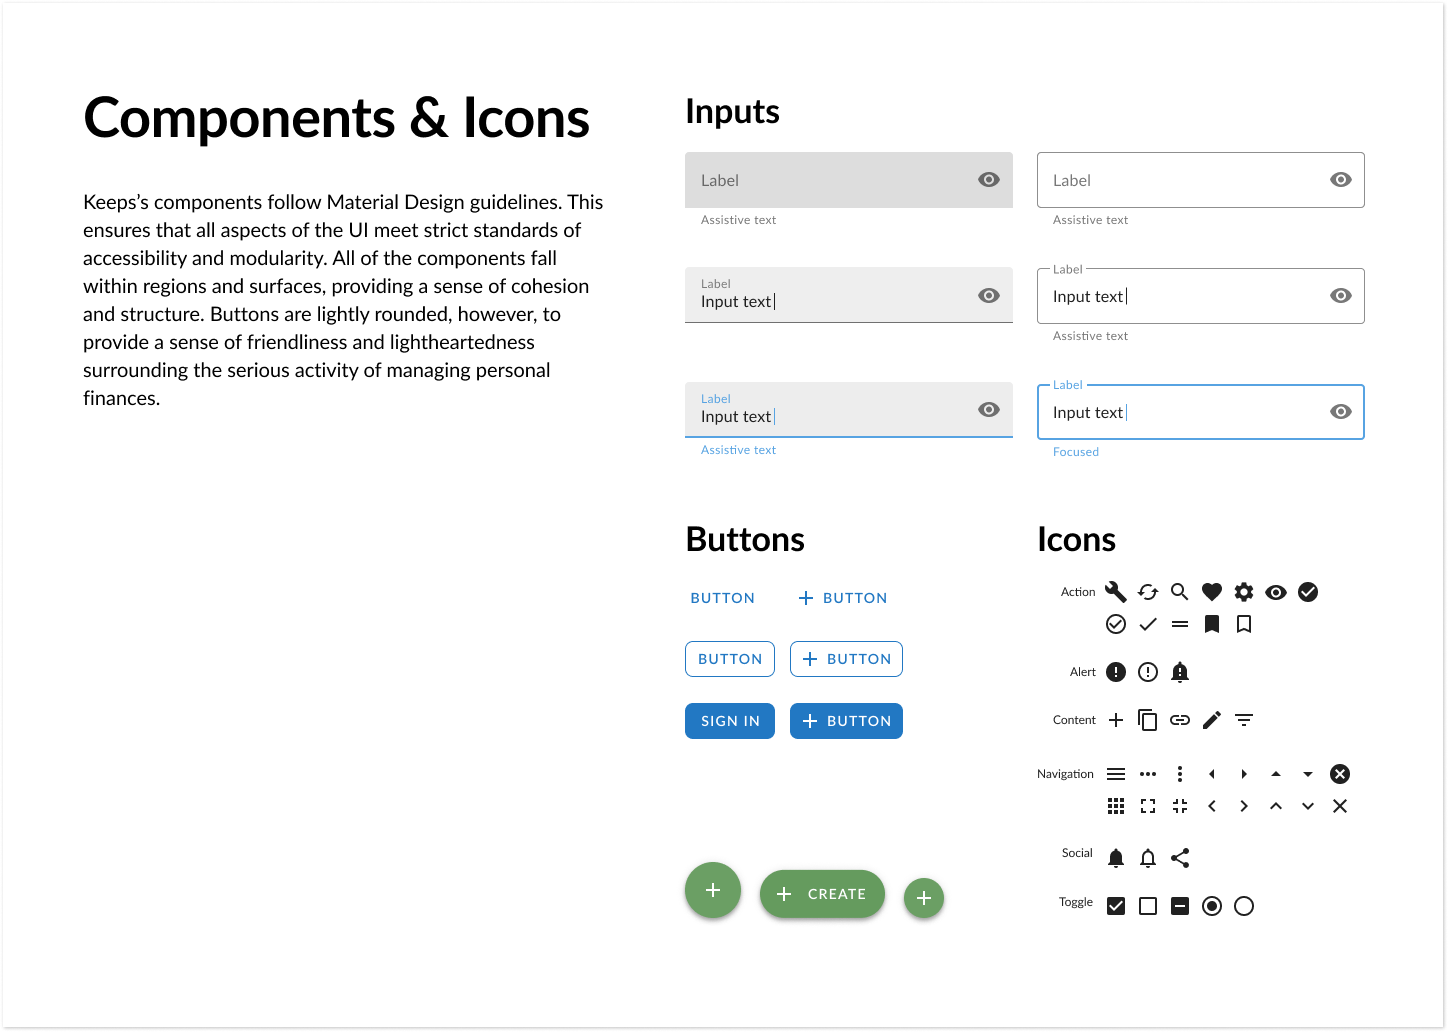 Components & Icons
Keeps’s components follow Material Design guidelines. This
ensures that all aspects of the UI meet strict standards of
accessibility and modularity. All of the components fall
within regions and surfaces, providing a sense of cohesion
and structure. Buttons are lightly rounded, however, to
provide a sense of friendliness and lightheartedness
surrounding the serious activity of managing personal
finances.
Inputs
Label
Assistive text
Label
Assistive text
Label
Input text
Label
Input text
Assistive text
Label
Input text
Assistive text
Label
Input text
Focused
Buttons
BUTTON
BUTTON
BUTTON
BUTTON
SIGN IN
BUTTON
CREATE
Icons
Action
Alert
Content
Navigation
Social
Toggle